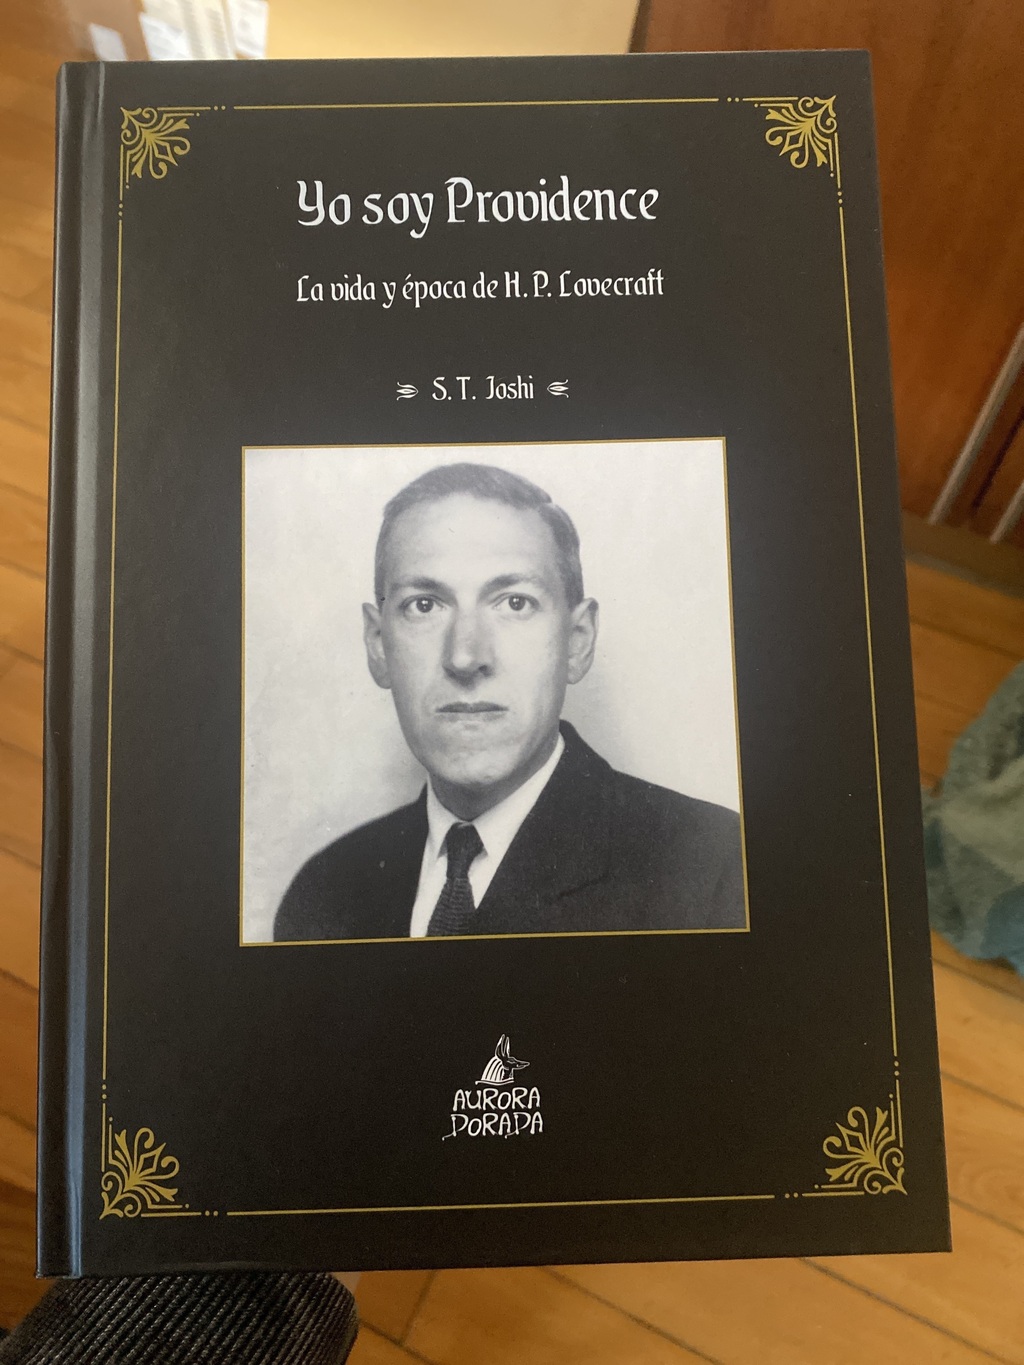 Yo soy Providence
La vida y época de H. P. Lovecraft
S. T. Joshi
AURORA
DORADA